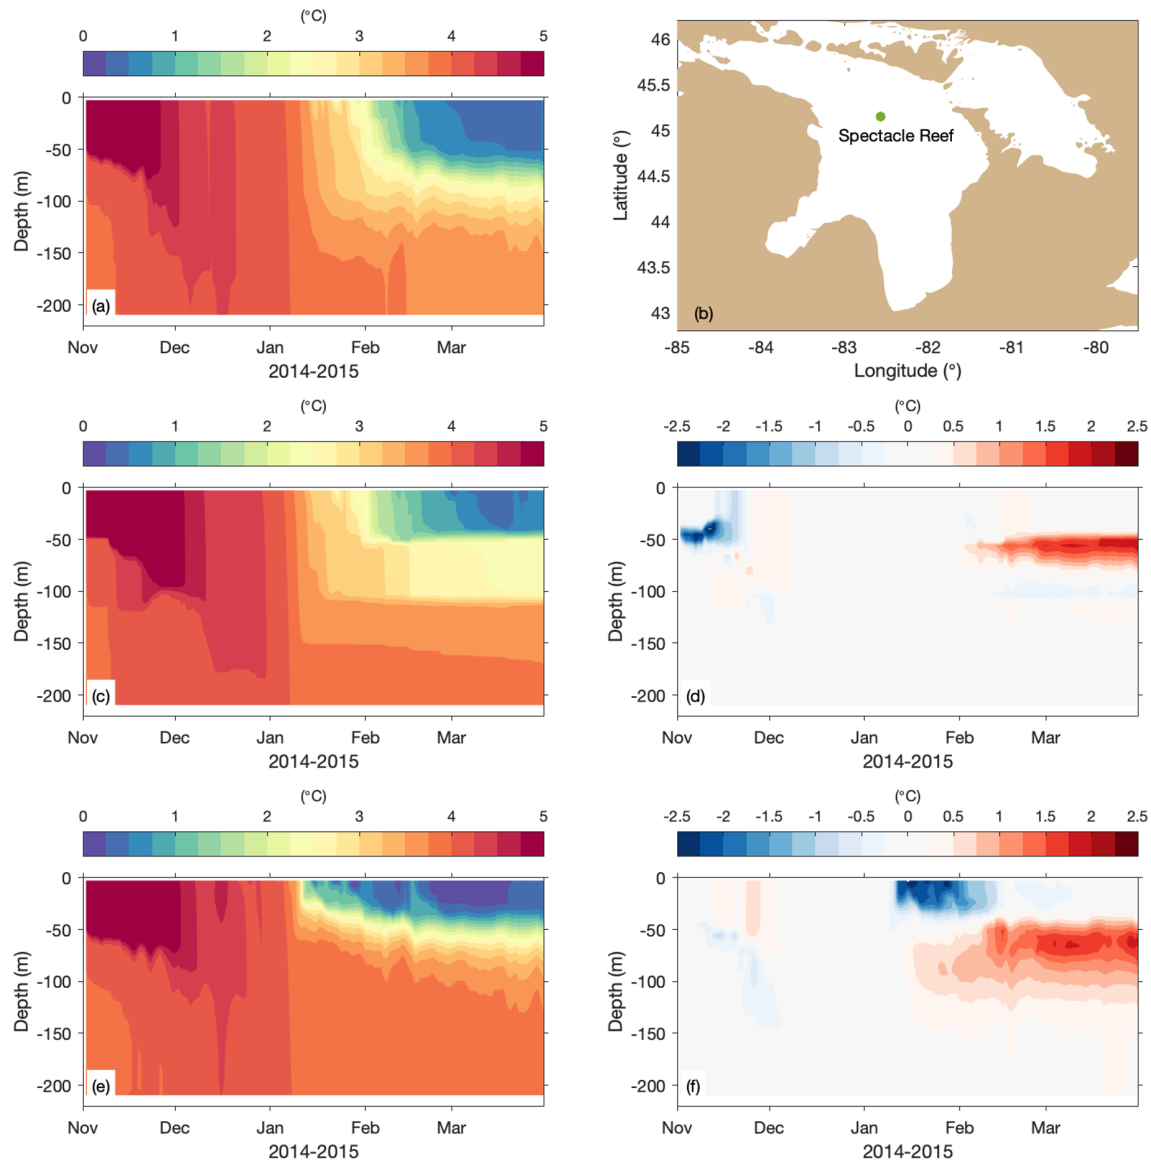 (°C)
0 1 2 3 4 5
0
-50
-100
-150
-200
Depth (m)
(a)
Nov Dec Jan Feb Mar
2014-2015
46
45.5
45
44.5
44
43.5
43
Latitude (°)
Spectacle Reef
(b)
-85 -84 -83 -82 -81 -80
Longitude (°)
(°C)
0 1 2 3 4 5
0
-50
-100
-150
-200
Depth (m)
(c)
Nov Dec Jan Feb Mar
2014-2015
(°C)
-2.5 -2 -1.5 -1 -0.5 0 0.5 1 1.5 2 2.5
0
-50
-100
-150
-200
Depth (m)
(d)
Nov Dec Jan Feb Mar
2014-2015
(°C)
0 1 2 3 4 5
0
-50
-100
-150
-200
Depth (m)
(e)
Nov Dec Jan Feb Mar
2014-2015
(°C)
-2.5 -2 -1.5 -1 -0.5 0 0.5 1 1.5 2 2.5
0
-50
-100
-150
-200
Depth (m)
(f)
Nov Dec Jan Feb Mar
2014-2015